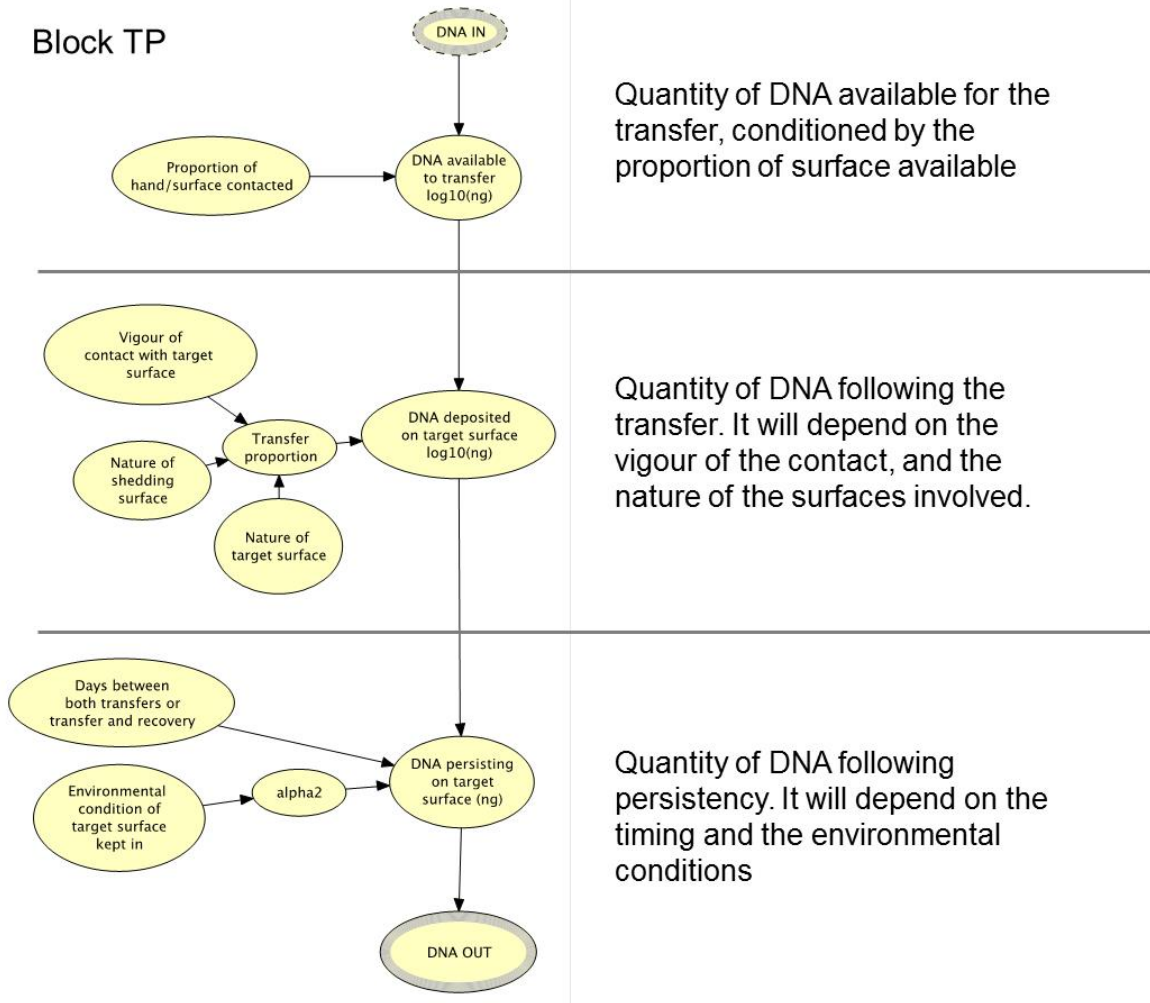 Block TP
DNA IN
Proportion of
hand/surface contacted
DNA available
to transfer
log10(ng)
Quantity of DNA available for the
transfer, conditioned by the
proportion of surface available
Vigour of
contact with target
surface
Nature of
shedding
surface
Transfer
proportion
Nature of
target surface
DNA deposited
on target surface
log10(ng)
Quantity of DNA following the
transfer. It will depend on the
vigour of the contact, and the
nature of the surfaces involved.
Days between
both transfers or
transfer and recovery
Environmental
condition of
target surface
kept in
alpha2
DNA persisting
on target
surface (ng)
DNA OUT
Quantity of DNA following
persistency. It will depend on the
timing and the environmental
conditions